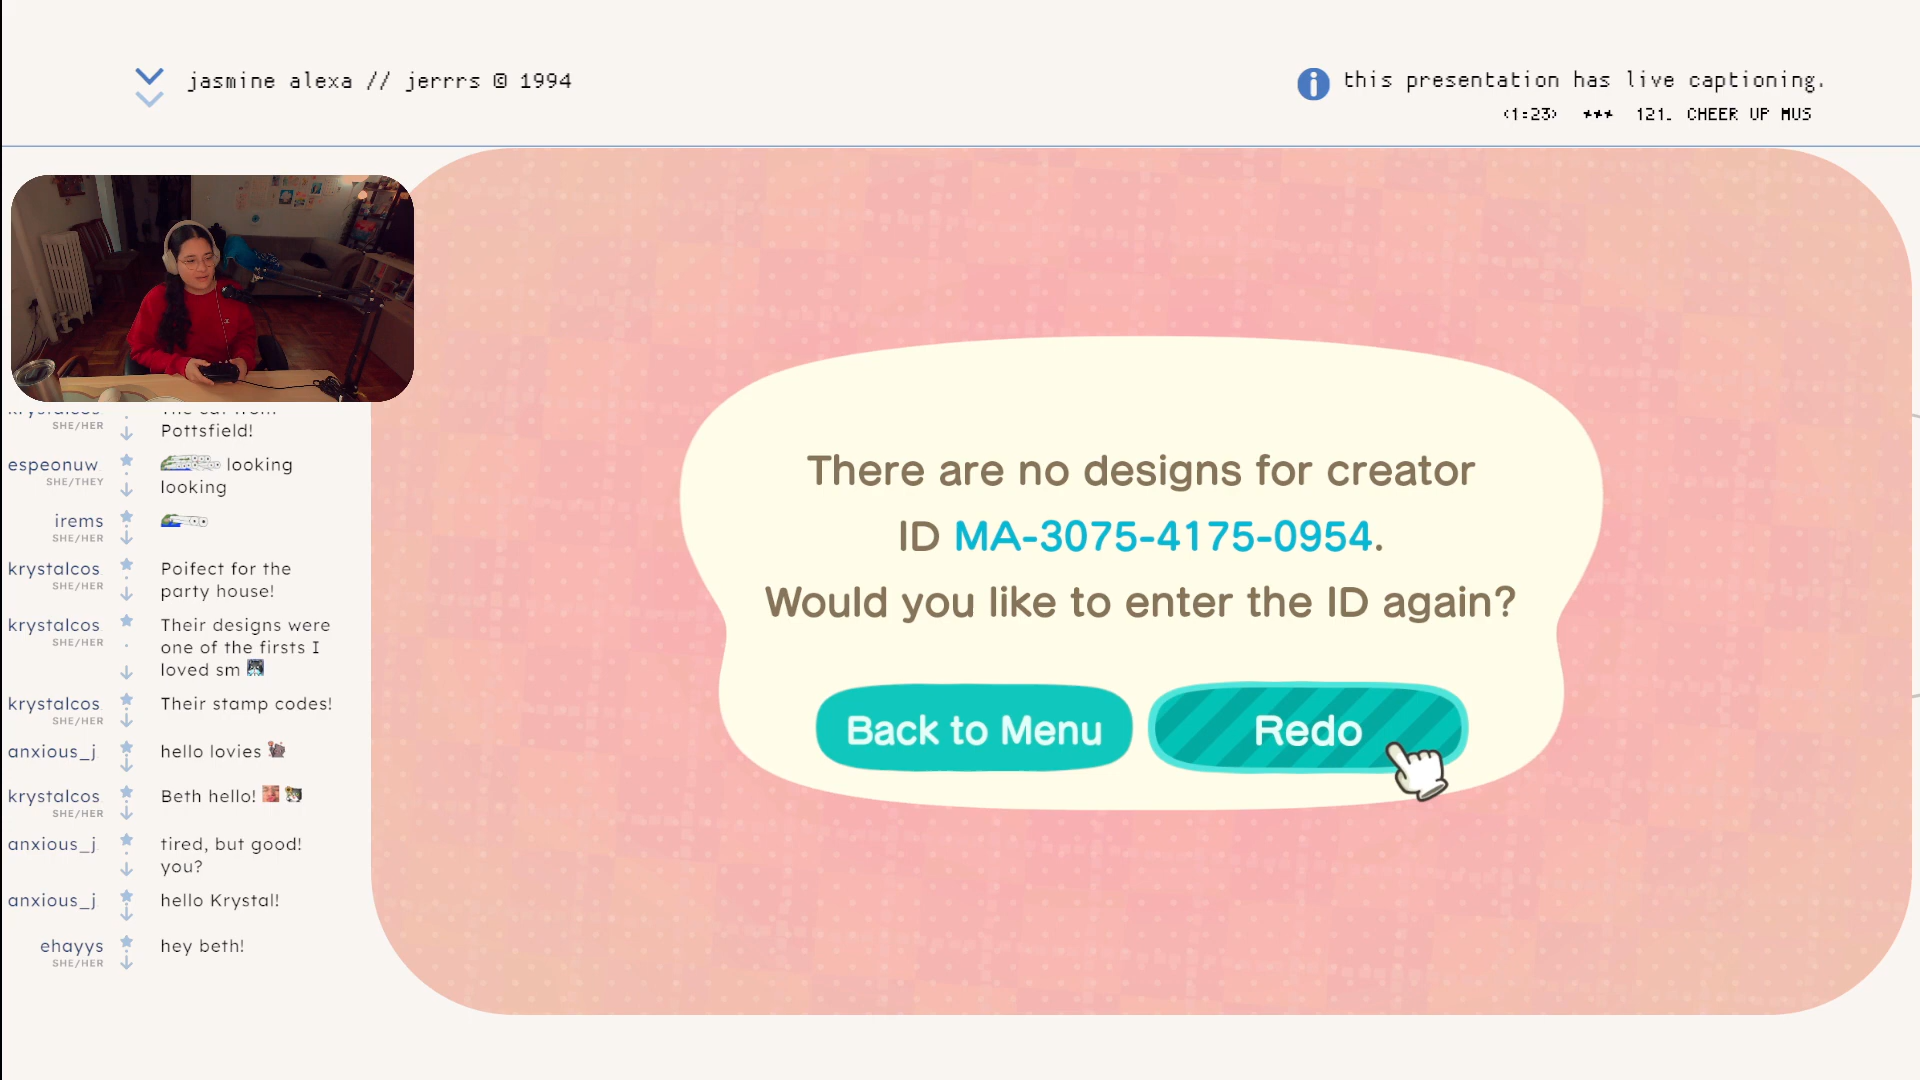 jasmine alexa // jerrrs © 1994
this presentation has live captioning.
<1:23> *** 121. CHEER UP MUS
SHE/HER
Pottsfield!
espeonuw
SHE/THEY
looking
looking
irems
SHE/HER
krystalcos
SHE/HER
Poifect for the
party house!
krystalcos
SHE/HER
Their designs were
one of the firsts I
loved sm
krystalcos
SHE/HER
Their stamp codes!
anxious_j
hello lovies
krystalcos
SHE/HER
Beth hello!
anxious_j
tired, but good!
you?
anxious_j
hello Krystal!
ehayys
SHE/HER
hey beth!
There are no designs for creator
ID MA-3075-4175-0954.
Would you like to enter the ID again?
Back to Menu
Redo